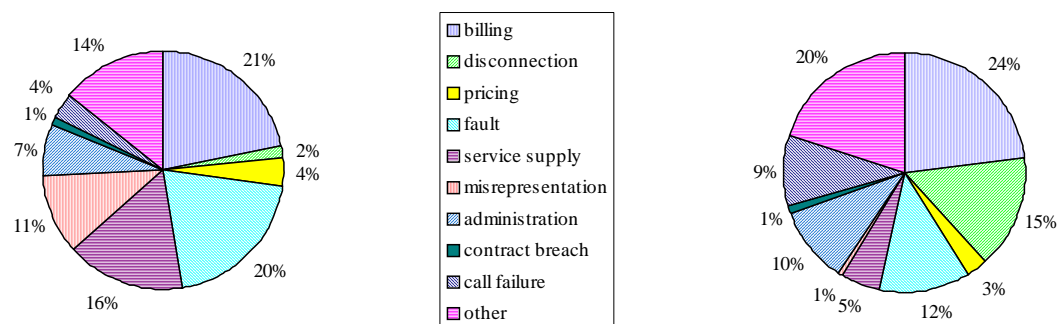 14%
21%
4%
1%
2%
7%
4%
11%
16%
20%
billing
disconnection
pricing
fault
service supply
misrepresentation
administration
contract breach
call failure
other
20%
24%
9%
1%
15%
10%
3%
1%
5%
12%